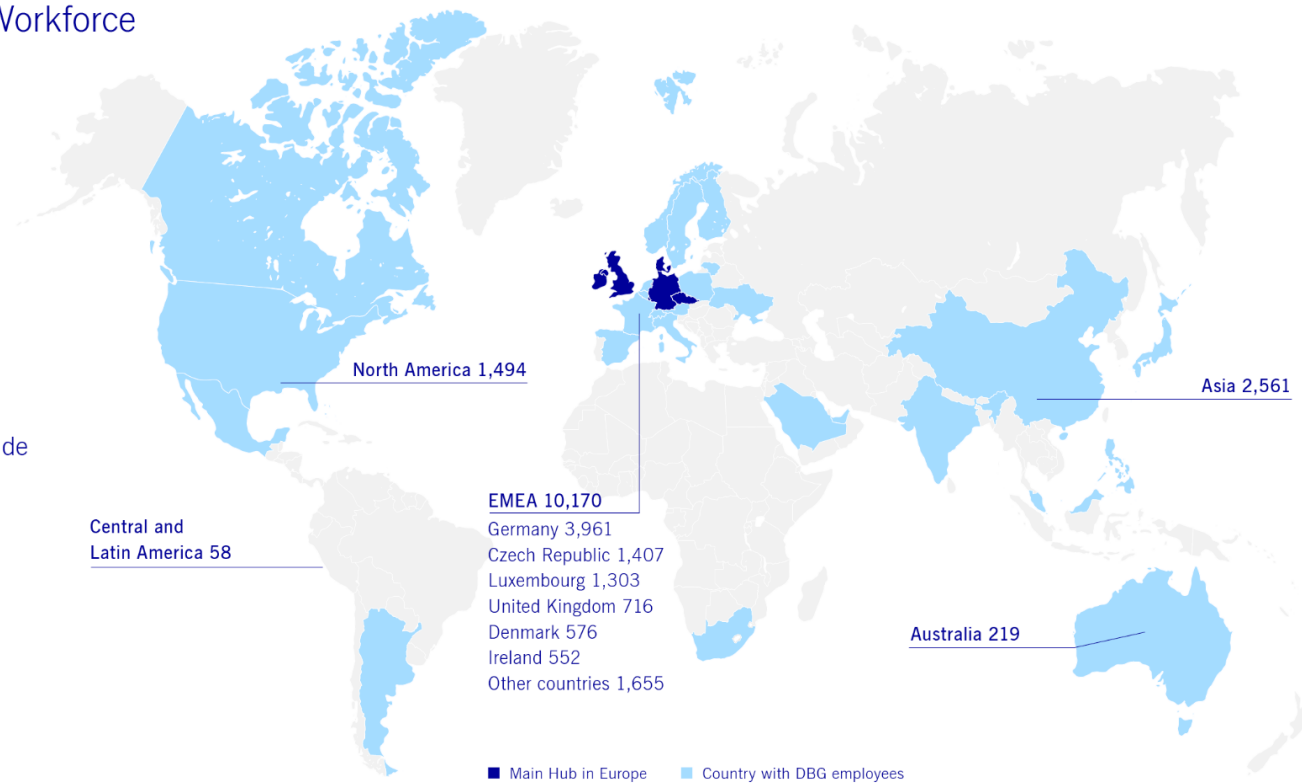 Workforce
North America 1,494
Asia 2,561
de
EMEA 10,170
Germany 3,961
Czech Republic 1,407
Luxembourg 1,303
United Kingdom 716
Denmark 576
Ireland 552
Other countries 1,655
Central and
Latin America 58
Australia 219
Main Hub in Europe
Country with DBG employees